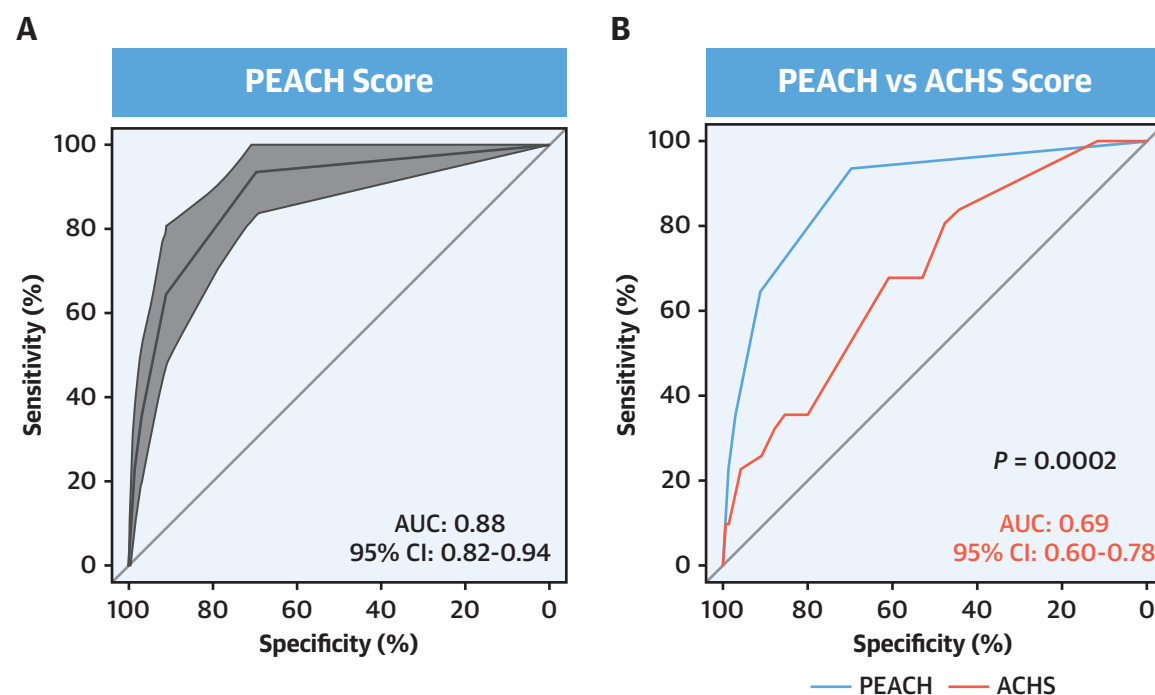 A
PEACH Score
100
80
60
40
20
0
Sensitivity (%)
AUC: 0.88
95% CI: 0.82-0.94
100 80 60 40 20 0
Specificity (%)
B
PEACH vs ACHS Score
100
80
60
40
20
0
Sensitivity (%)
P = 0.0002
AUC: 0.69
95% CI: 0.60-0.78
100 80 60 40 20 0
Specificity (%)
PEACH ACHS